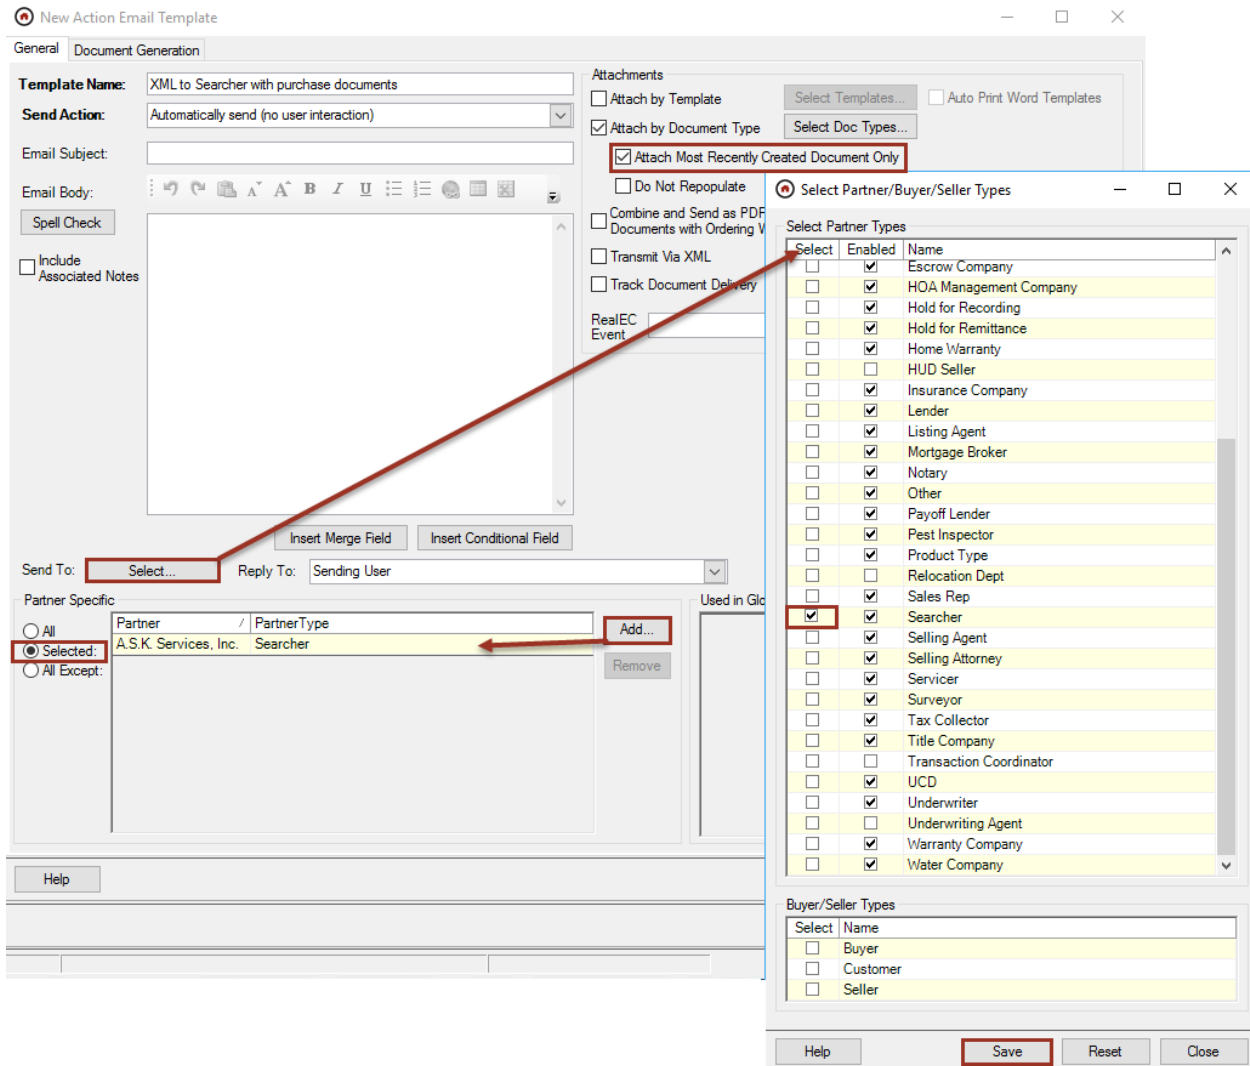 New Action Email Template
General Document Generation
Template Name: XML to Searcher with purchase documents
Send Action: Automatically send (no user interaction)
Email Subject:
Email Body:
B I U
Spell Check
Include
Associated Notes
Insert Merge Field Insert Conditional Field
Send To: Select... Reply To: Sending User
Attachments
Attach by Template Select Templates... Auto Print Word Templates
Attach by Document Type Select Doc Types...
Attach Most Recently Created Document Only
Do Not Repopulate
Combine and Send as PDF
Documents with Ordering
Transmit Via XML
Track Document Delivery
RealEC
Event
Partner Specific
All
Selected:
All Except:
Partner / PartnerType
A.S.K. Services, Inc. Searcher
Add...
Remove
Used in Glo
Help
Select Partner/Buyer/Seller Types
Select Partner Types
Select Enabled Name
Escrow Company
HOA Management Company
Hold for Recording
Hold for Remittance
Home Warranty
HUD Seller
Insurance Company
Lender
Listing Agent
Mortgage Broker
Notary
Other
Payoff Lender
Pest Inspector
Product Type
Relocation Dept
Sales Rep
Searcher
Selling Agent
Selling Attorney
Servicer
Surveyor
Tax Collector
Title Company
Transaction Coordinator
UCD
Underwriter
Underwriting Agent
Warranty Company
Water Company
Buyer/Seller Types
Select Name
Buyer
Customer
Seller
Help Save Reset Close